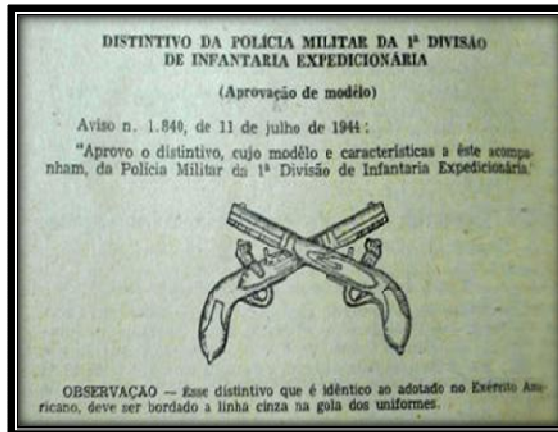 DISTINTIVO DA POLÍCIA MILITAR DA 1ª DIVISÃO
DE INFANTARIA EXPEDICIONÁRIA
(Aprovação de modêlo)
Aviso n. 1.840, de 11 de julho de 1944:
"Aprovo o distintivo, cujo modêlo e características a êste acompa-
nham, da Polícia Militar da 1ª Divisão de Infantaria Expedicionária."
OBSERVAÇÃO — Êsse distintivo que é idêntico ao adotado no Exército Ame-
ricano, deve ser bordado a linha cinza na gola dos uniformes.